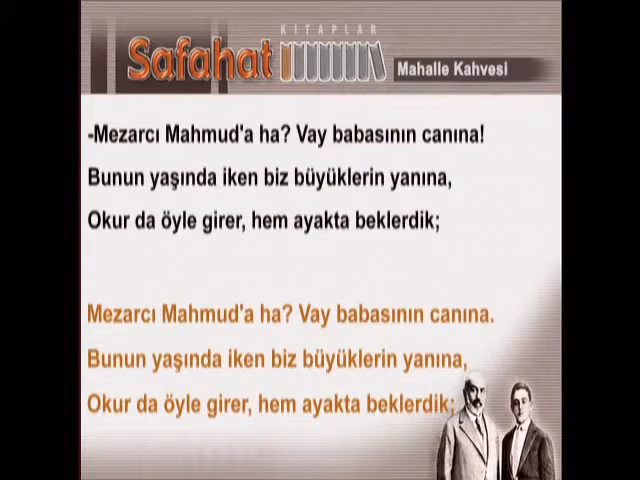 KİTAPLAR
Safahat
Mahalle Kahvesi
-Mezarcı Mahmud'a ha? Vay babasının canına!
Bunun yaşında iken biz büyüklerin yanına,
Okur da öyle girer, hem ayakta beklerdik;
Mezarcı Mahmud'a ha? Vay babasının canına.
Bunun yaşında iken biz büyüklerin yanına,
Okur da öyle girer, hem ayakta beklerdik;